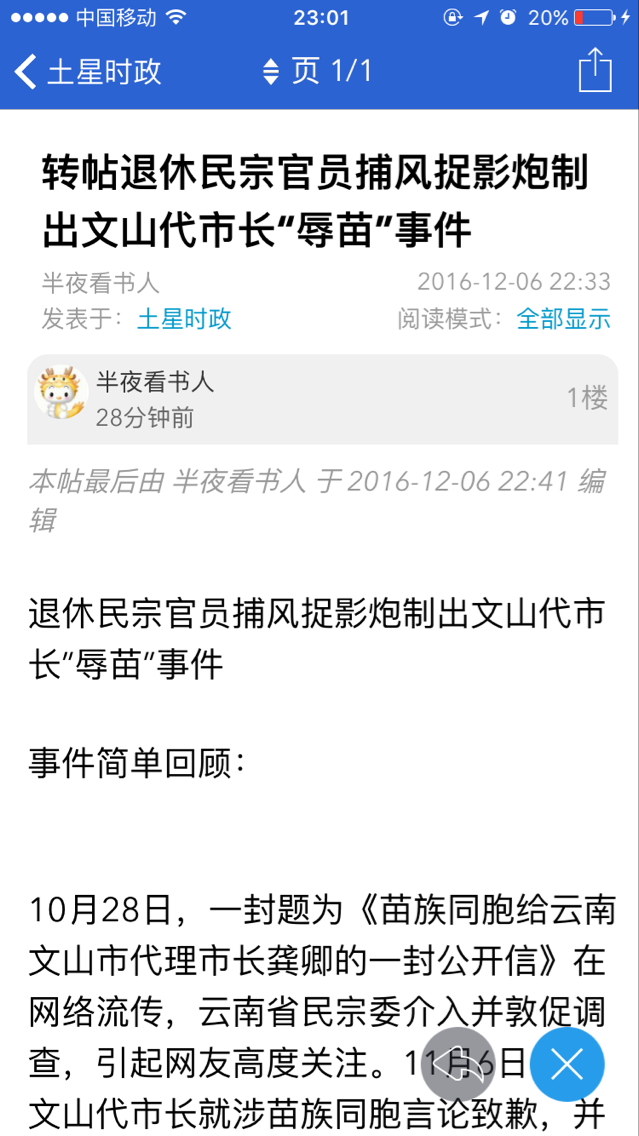 中国移动 23:01 20%
土星时政 页 1/1
转帖退休民宗官员捕风捉影炮制
出文山代市长“辱苗”事件
半夜看书人 2016-12-06 22:33
发表于：土星时政 阅读模式：全部显示
半夜看书人 1楼
28分钟前
本帖最后由 半夜看书人 于 2016-12-06 22:41 编
辑
退休民宗官员捕风捉影炮制出文山代市
长"辱苗"事件
事件简单回顾：
10月28日，一封题为《苗族同胞给云南
文山市代理市长龚卿的一封公开信》在
网络流传，云南省民宗委介入并敦促调
查，引起网友高度关注。11月6日
文山代市长就涉苗族同胞言论致歉，并